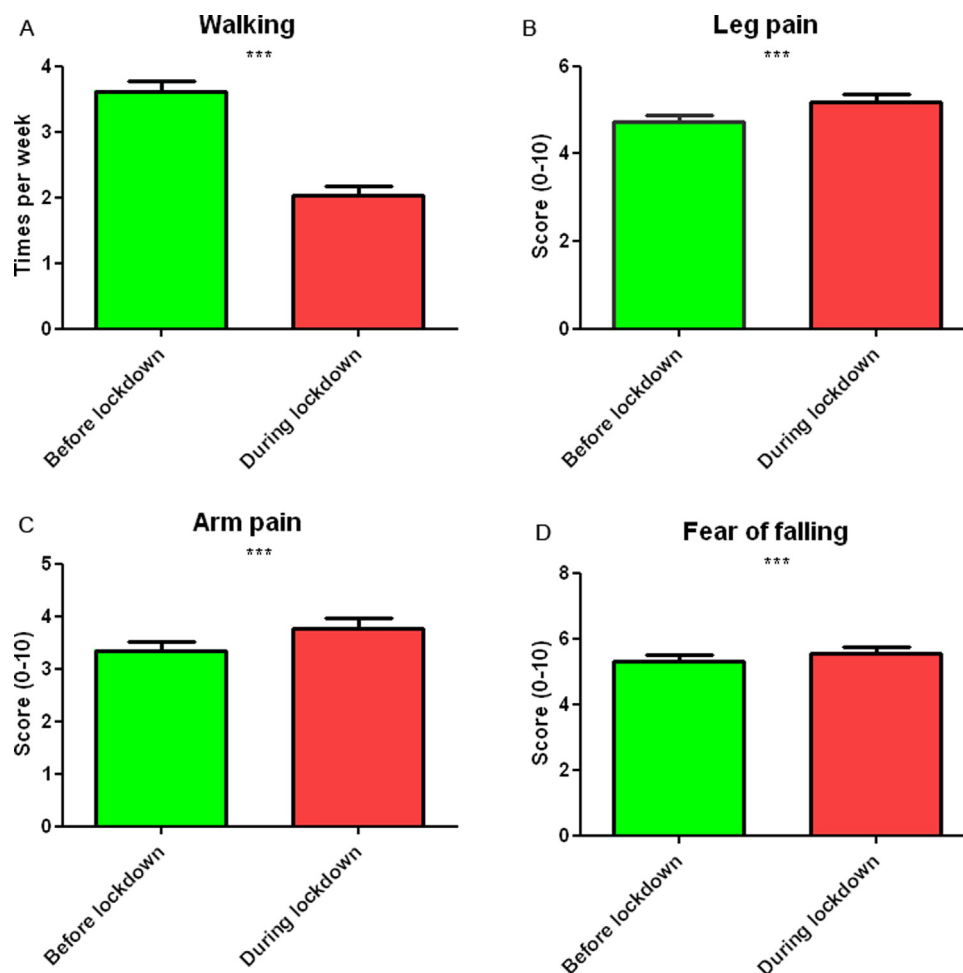 A
Walking
***
Times per week
4
3
2
1
0
Before lockdown
During lockdown
B
Leg pain
***
Score (0-10)
6
4
2
0
Before lockdown
During lockdown
C
Arm pain
***
Score (0-10)
5
4
3
2
1
0
Before lockdown
During lockdown
D
Fear of falling
***
Score (0-10)
8
6
4
2
0
Before lockdown
During lockdown